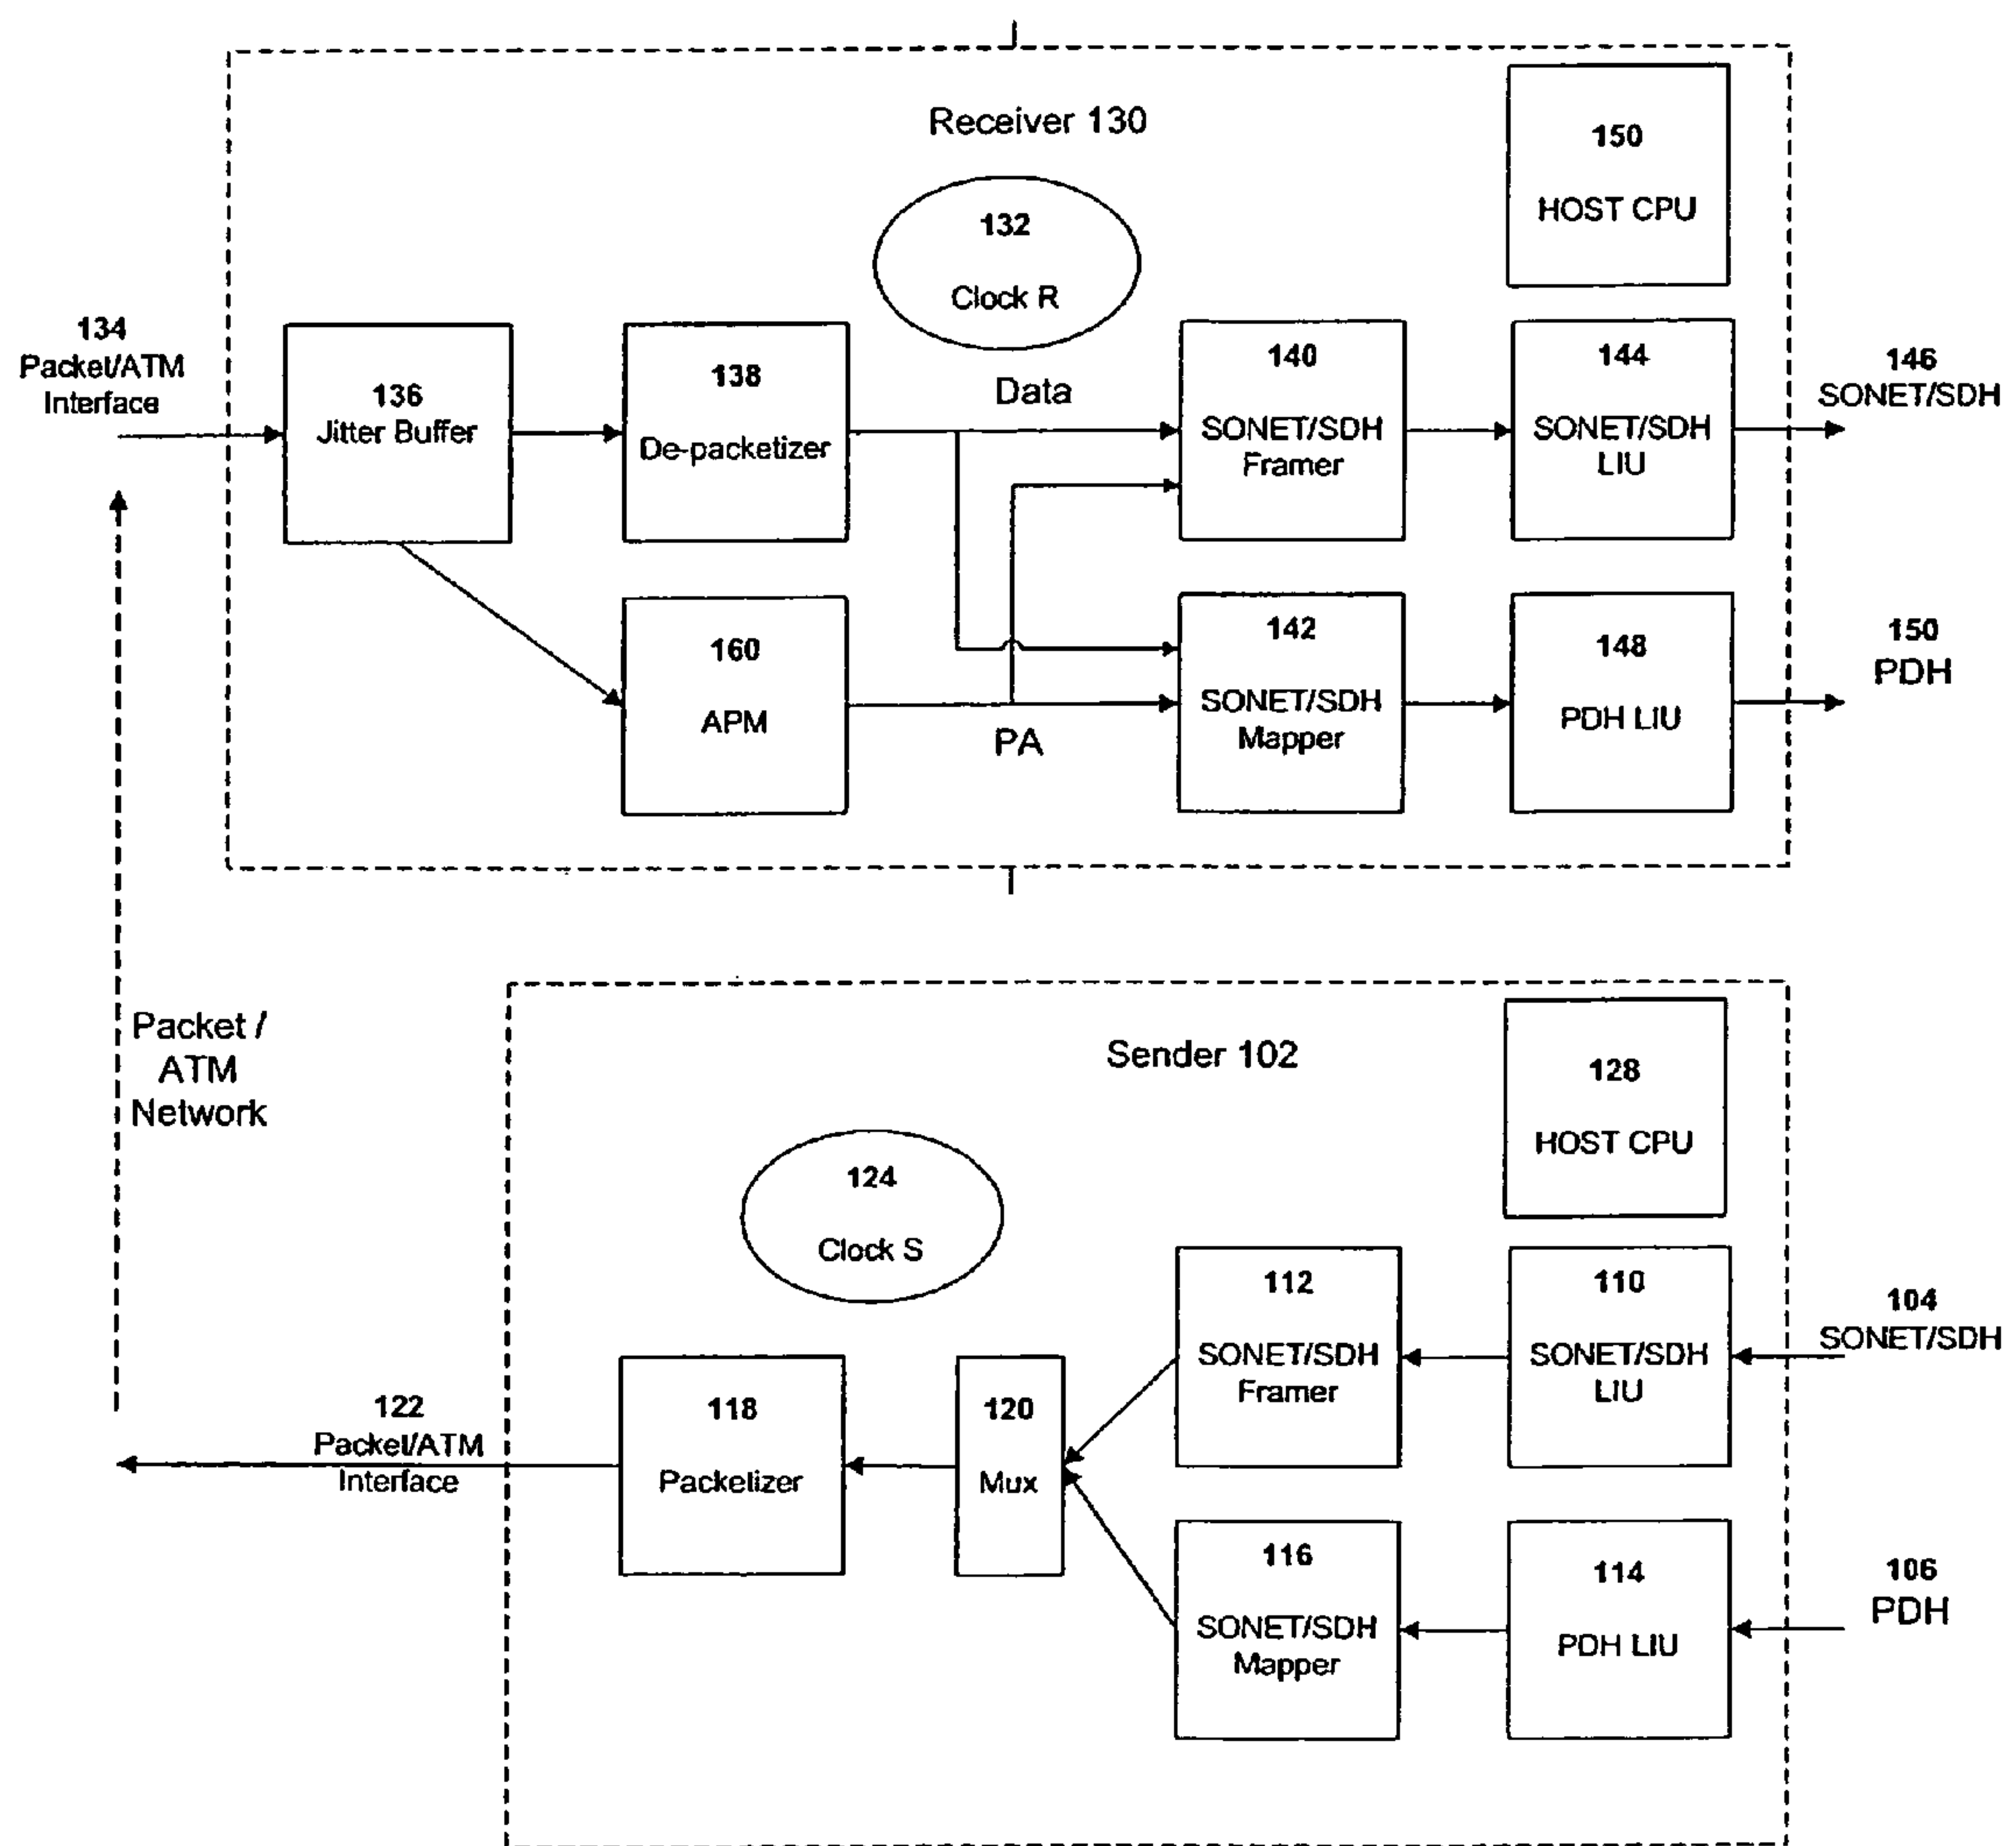 Receiver 130
150
HOST CPU
132
Clock R
134
Packet/ATM
Interface
136
Jitter Buffer
138
De-packetizer
Data
140
SONET/SDH
Framer
144
SONET/SDH
LIU
146
SONET/SDH
160
APM
PA
142
SONET/SDH
Mapper
148
PDH LIU
150
PDH
Packet /
ATM
Network
Sender 102
128
HOST CPU
124
Clock S
112
SONET/SDH
Framer
110
SONET/SDH
LIU
104
SONET/SDH
122
Packet/ATM
Interface
118
Packetizer
120
Mux
116
SONET/SDH
Mapper
114
PDH LIU
106
PDH